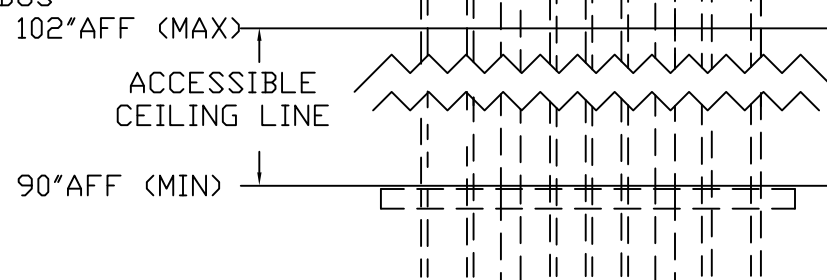 102"AFF (MAX)
ACCESSIBLE
CEILING LINE
90"AFF (MIN)